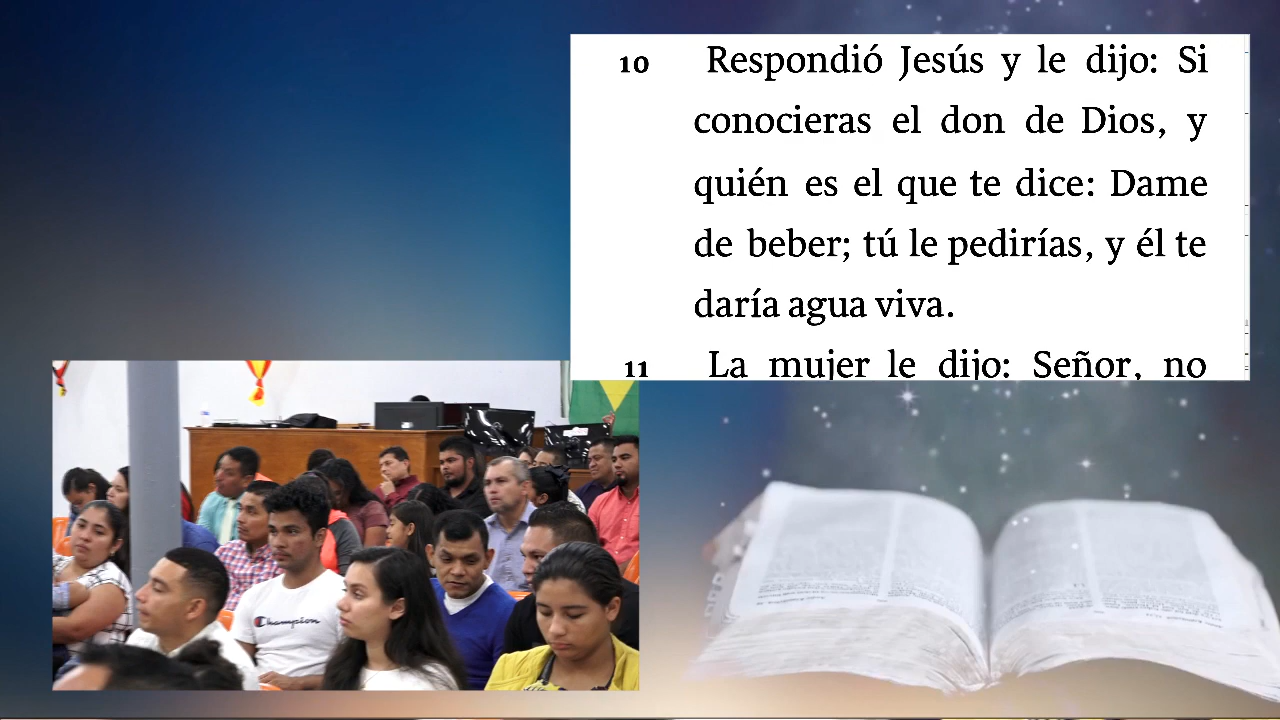 10 Respondió Jesús y le dijo: Si
conocieras el don de Dios, y
quién es el que te dice: Dame
de beber; tú le pedirías, y él te
daría agua viva.
11 La mujer le dijo: Señor, no
Champion